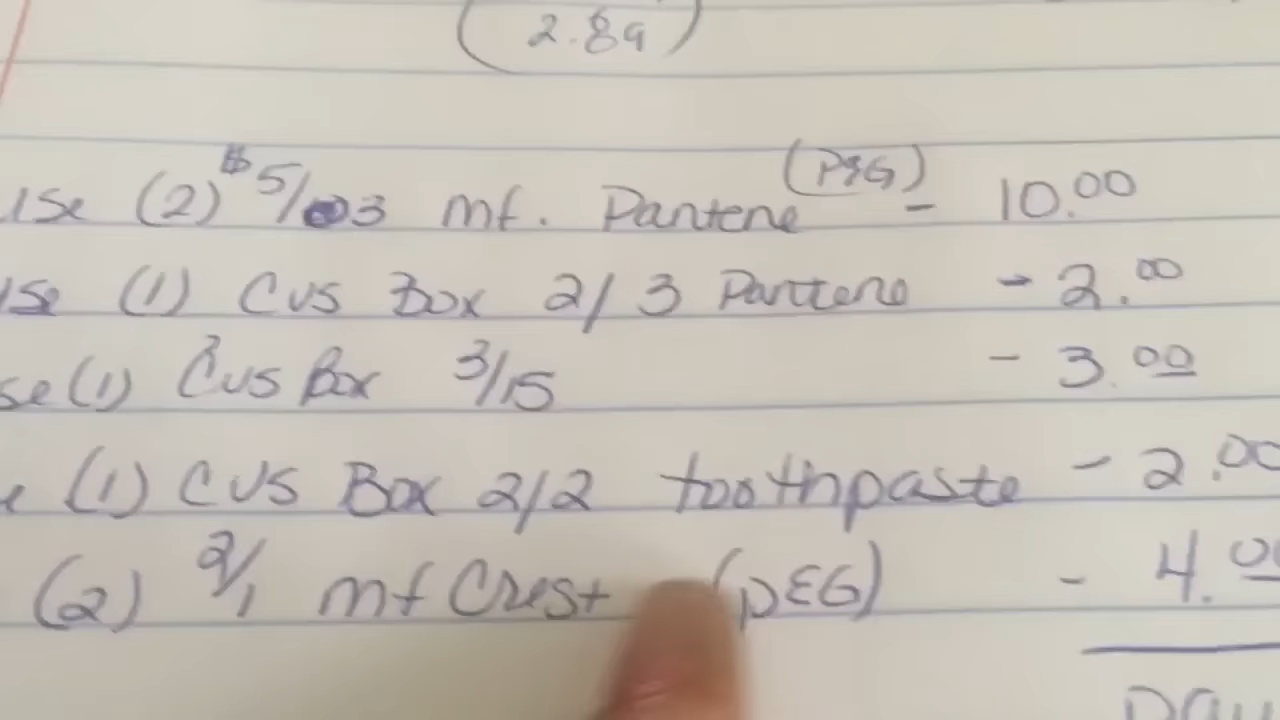 (2.89)
use (2) $5/3 mf. Pantene (P&G) - 10.00
use (1) CVS Box 2/3 Pantene - 2.00
se (1) CVS Box 3/15 - 3.00
e (1) CVS Box 2/2 toothpaste - 2.00
(2) 2/1 mf Crest (P&G) - 4.00